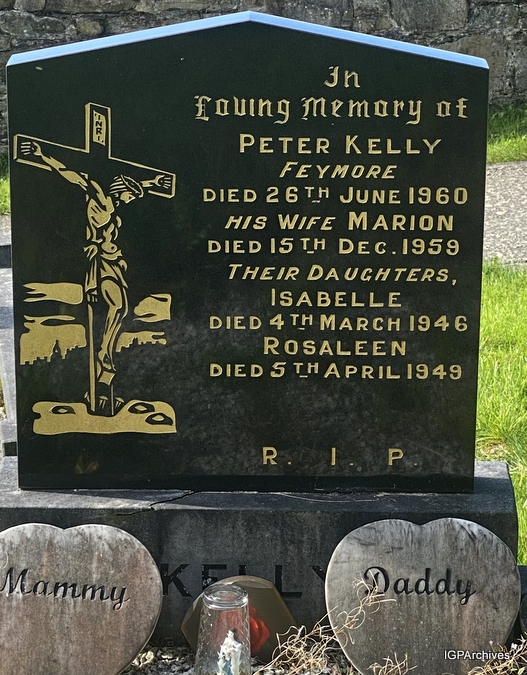 INRI
In
Loving Memory of
PETER KELLY
FEYMORE
DIED 26TH JUNE 1960
HIS WIFE MARION
DIED 15TH DEC. 1959
THEIR DAUGHTERS,
ISABELLE
DIED 4TH MARCH 1946
ROSALEEN
DIED 5TH APRIL 1949
R. I. P.
KELLY
Mammy
Daddy
IGPArchives